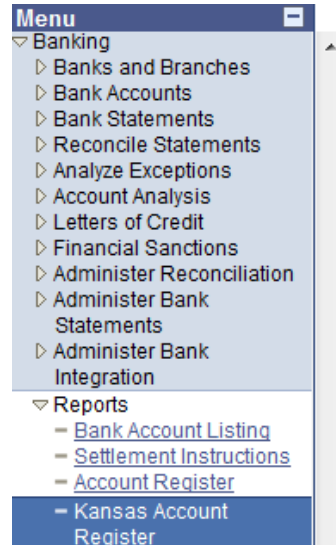 Menu
Banking
Banks and Branches
Bank Accounts
Bank Statements
Reconcile Statements
Analyze Exceptions
Account Analysis
Letters of Credit
Financial Sanctions
Administer Reconciliation
Administer Bank
Statements
Administer Bank
Integration
Reports
Bank Account Listing
Settlement Instructions
Account Register
Kansas Account
Register